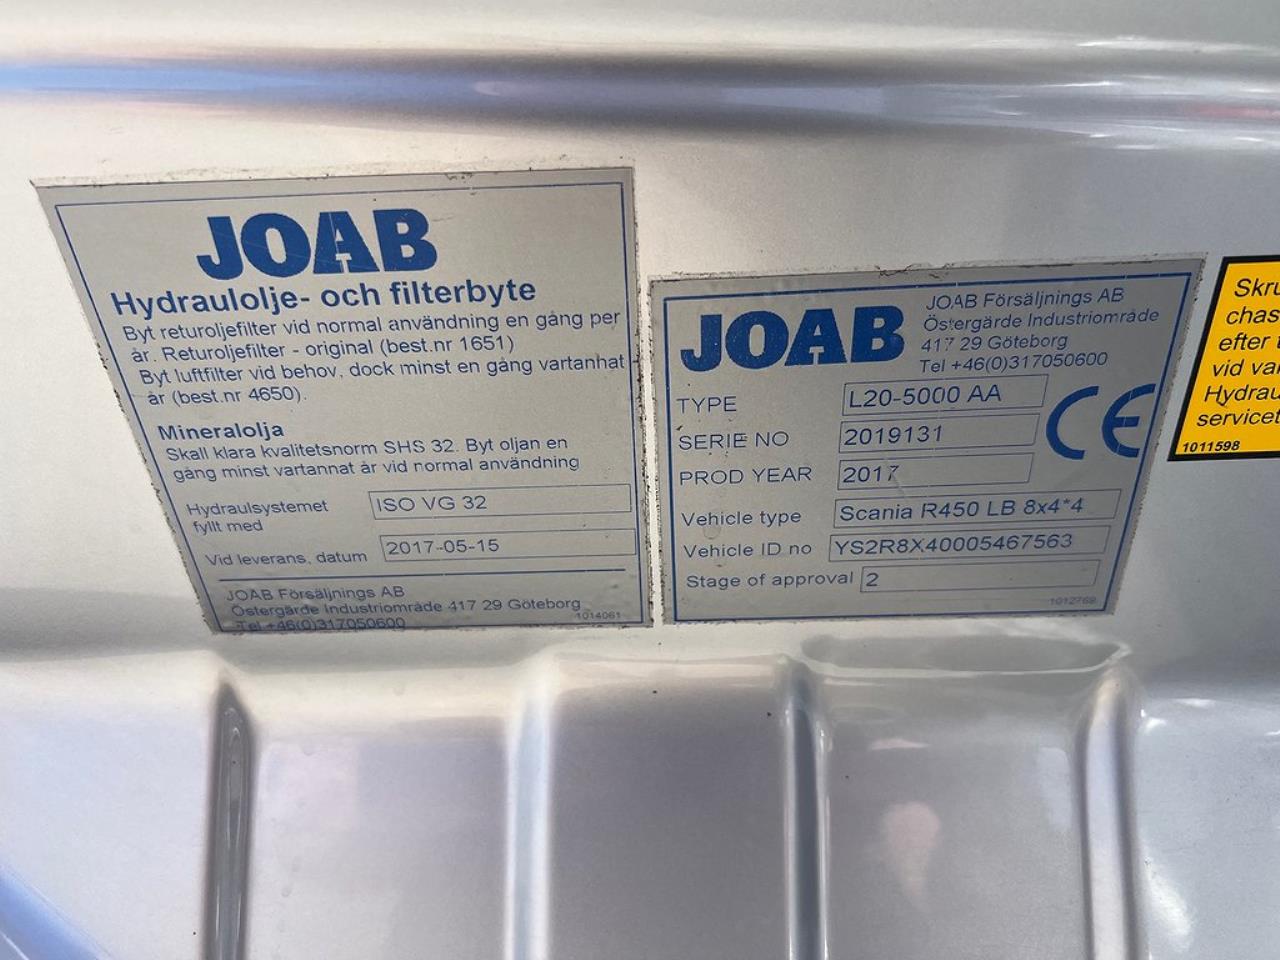 JOAB
Hydraulolje- och filterbyte
Byt returoljefilter vid normal användning en gång per
år. Returoljefilter - original (best.nr 1651)
Byt luftfilter vid behov, dock minst en gång vartanhat
år (best.nr 4650).
Mineralolja
Skall klara kvalitetsnorm SHS 32. Byt oljan en
gång minst vartannat år vid normal användning
Hydraulsystemet
fyllt med
ISO VG 32
Vid leverans, datum
2017-05-15
JOAB Försäljnings AB
Östergärde Industriområde 417 29 Göteborg
Tel +46(0)317050600
1014061
JOAB
JOAB Försäljnings AB
Östergärde Industriområde
417 29 Göteborg
Tel +46(0)317050600
TYPE L20-5000 AA
SERIE NO 2019131
PROD YEAR 2017
CE
Vehicle type Scania R450 LB 8x4*4
Vehicle ID no YS2R8X40005467563
Stage of approval 2
1012769
Skru
chas
efter
vid va
Hydrau
servicet
1011598